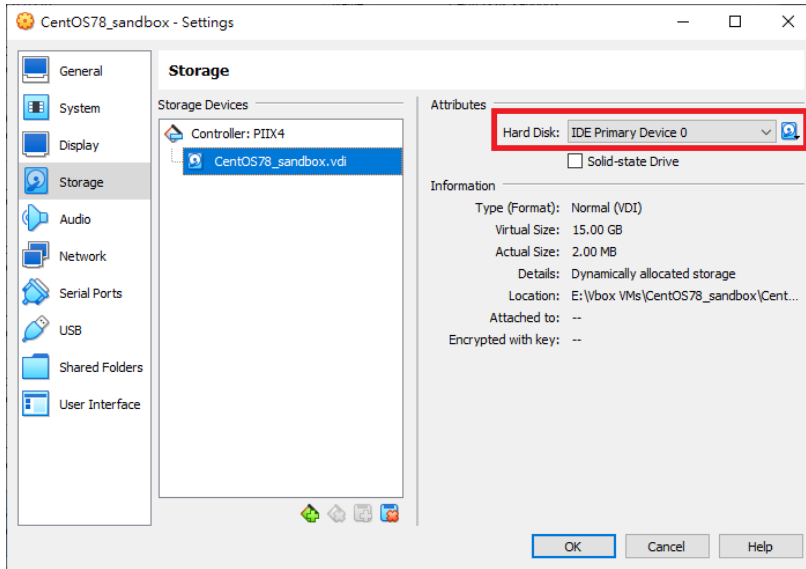 CentOS78_sandbox - Settings
General
System
Display
Storage
Audio
Network
Serial Ports
USB
Shared Folders
User Interface
Storage
Storage Devices
Controller: PIIX4
CentOS78_sandbox.vdi
Attributes
Hard Disk: IDE Primary Device 0
Solid-state Drive
Information
Type (Format): Normal (VDI)
Virtual Size: 15.00 GB
Actual Size: 2.00 MB
Details: Dynamically allocated storage
Location: E:\Vbox VMs\CentOS78_sandbox\Cent...
Attached to: --
Encrypted with key: --
OK Cancel Help